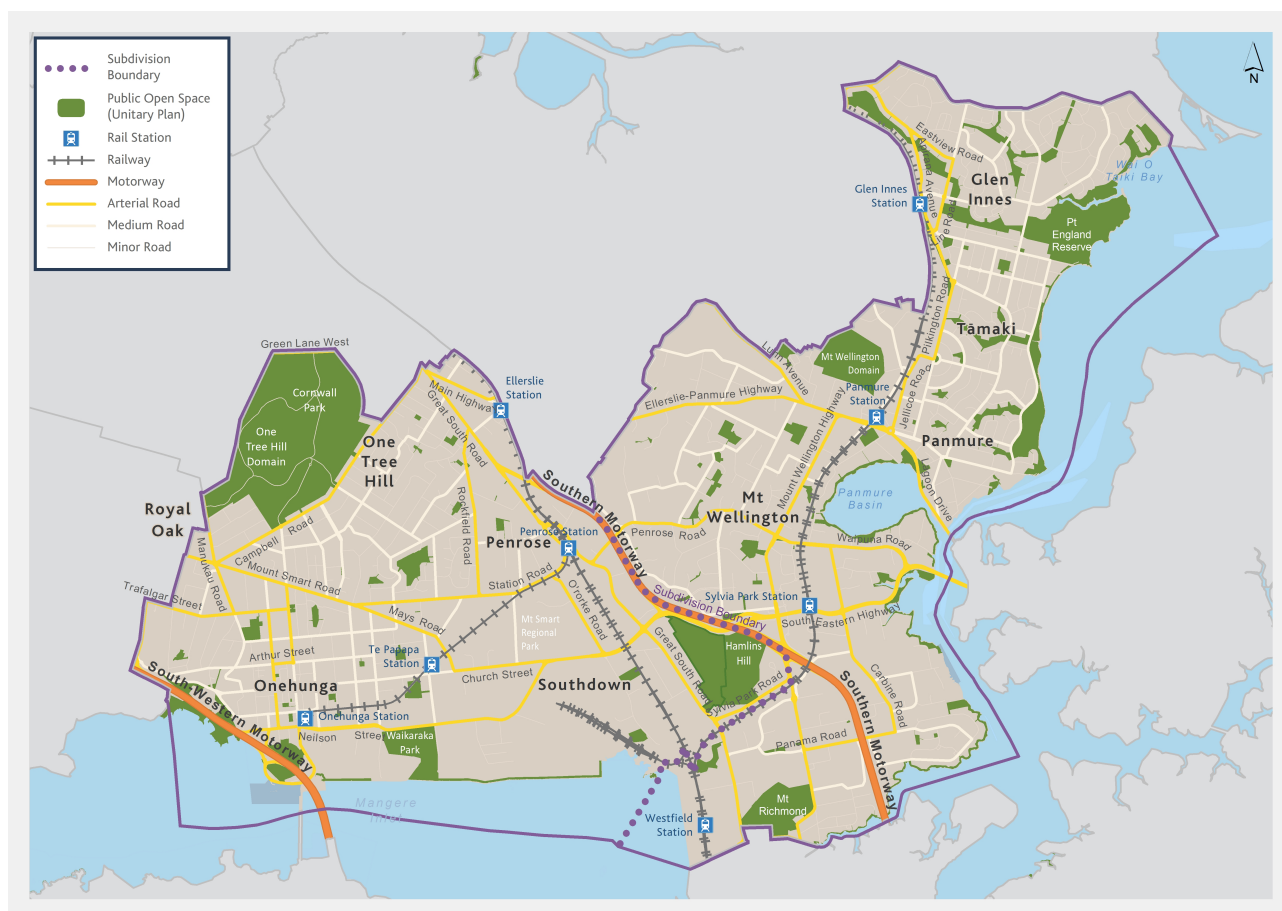 Subdivision
Boundary
Public Open Space
(Unitary Plan)
Rail Station
Railway
Motorway
Arterial Road
Medium Road
Minor Road
N
Eastview Road
Apirana Avenue
Glen
Innes
Wai O
Taiki Bay
Glen Innes
Station
Line Road
Pt
England
Reserve
Pilkington Road
Tāmaki
Green Lane West
Lunn Avenue
Mt Wellington
Domain
Cornwall
Park
Main Highway
Ellerslie
Station
Ellerslie-Panmure Highway
Panmure
Station
Jellicoe Road
One
Tree Hill
Domain
One
Tree
Hill
Great South Road
Mount Wellington Highway
Panmure
Lagoon Drive
Royal
Oak
Rockfield Road
Southern Motorway
Mt
Wellington
Panmure
Basin
Manukau Road
Campbell Road
Penrose
Penrose Station
Penrose Road
Waipuna Road
Mount Smart Road
Station Road
O'rorke Road
Subdivision Boundary
Sylvia Park Station
South-Eastern Highway
Trafalgar Street
Mays Road
Mt Smart
Regional
Park
Great South Road
Hamlins
Hill
Arthur Street
Te Papapa
Station
Church Street
Sylvia Park Road
Carbine Road
South-Western Motorway
Onehunga
Southdown
Southern Motorway
Onehunga Station
Neilson Street
Waikaraka
Park
Panama Road
Mangere
Inlet
Mt
Richmond
Westfield
Station